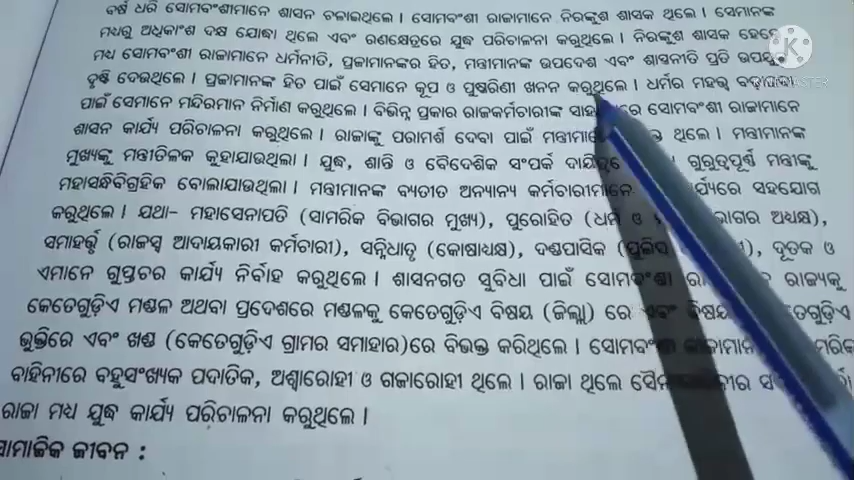 ବର୍ଷ ଧରି ସୋମବଂଶୀମାନେ ଶାସନ ଚଳାଇଥିଲେ । ସୋମବଂଶୀ ରାଜାମାନେ ନିରଙ୍କୁଶ ଶାସକ ଥିଲେ । ସେମାନଙ୍କ
ମଧ୍ୟରୁ ଅଧିକାଂଶ ଦକ୍ଷ ଯୋଦ୍ଧା ଥିଲେ ଏବଂ ରଣକ୍ଷେତ୍ରରେ ଯୁଦ୍ଧ ପରିଚାଳନା କରୁଥିଲେ । ନିରଙ୍କୁଶ ଶାସକ ହେଲେ
ମଧ୍ୟ ସୋମବଂଶୀ ରାଜାମାନେ ଧର୍ମନୀତି, ପ୍ରଜାମାନଙ୍କର ହିତ, ମନ୍ତ୍ରୀମାନଙ୍କ ଉପଦେଶ ଏବଂ ଶାସନୀତି ପ୍ରତି
ଦୃଷ୍ଟି ଦେଉଥିଲେ । ପ୍ରଜାମାନଙ୍କ ହିତ ପାଇଁ ସେମାନେ କୂପ ଓ ପୁଷ୍କରିଣୀ ଖନନ କରୁଥିଲେ । ଧର୍ମର ମହତ୍ତ୍ୱ
ପାଇଁ ସେମାନେ ମନ୍ଦିରମାନ ନିର୍ମାଣ କରୁଥିଲେ । ବିଭିନ୍ନ ପ୍ରକାର ରାଜକର୍ମଚାରୀଙ୍କ ସୋମବଂଶୀ ରାଜାମାନେ
ଶାସନ କାର୍ଯ୍ୟ ପରିଚାଳନା କରୁଥିଲେ । ରାଜାଙ୍କୁ ପରାମର୍ଶ ଦେବା ପାଇଁ ଥିଲେ । ମନ୍ତ୍ରୀମାନଙ୍କ
ମୁଖ୍ୟଙ୍କୁ ମନ୍ତ୍ରୀତିଳକ କୁହାଯାଉଥିଲା । ଯୁଦ୍ଧ, ଶାନ୍ତି ଓ ବୈଦେଶିକ ସଂପର୍କ । ଗୁରୁତ୍ୱପୂର୍ଣ୍ଣ ମନ୍ତ୍ରୀଙ୍କୁ
ମହାସନ୍ଧିବିଗ୍ରହିକ ବୋଲାଯାଉଥିଲା । ମନ୍ତ୍ରୀମାନଙ୍କ ବ୍ୟତୀତ ଅନ୍ୟାନ୍ୟ କର୍ମଚାରୀମାନେ ସହଯୋଗ
କରୁଥିଲେ । ଯଥା- ମହାସେନାପତି (ସାମରିକ ବିଭାଗର ମୁଖ୍ୟ), ପୁରୋହିତ (ଧର୍ମ ଓ ଅଧ୍ୟକ୍ଷ),
ସମାହର୍ତ୍ତୃ (ରାଜସ୍ୱ ଆଦାୟକାରୀ କର୍ମଚାରୀ), ସନ୍ନିଧାତୃ (କୋଷାଧ୍ୟକ୍ଷ), ଦଣ୍ଡପାସିକ (ପୁଲିସ ଦୂତକ ଓ
ଏମାନେ ଗୁପ୍ତଚର କାର୍ଯ୍ୟ ନିର୍ବାହ କରୁଥିଲେ । ଶାସନଗତ ସୁବିଧା ପାଇଁ ସୋମବଂଶୀ ରାଜ୍ୟକୁ
କେତେଗୁଡ଼ିଏ ମଣ୍ଡଳ ଅଥବା ପ୍ରଦେଶରେ ମଣ୍ଡଳକୁ କେତେଗୁଡ଼ିଏ ବିଷୟ (ଜିଲ୍ଲା) ରେ ଏବଂ
ଭୁକ୍ତିରେ ଏବଂ ଖଣ୍ଡ (କେତେଗୁଡ଼ିଏ ଗ୍ରାମର ସମାହାର)ରେ ବିଭକ୍ତ କରିଥିଲେ ।
ବାହିନୀରେ ବହୁସଂଖ୍ୟକ ପଦାତିକ, ଅଶ୍ୱାରୋହୀ ଓ ଗଜାରୋହୀ ଥିଲେ । ରାଜା ଥିଲେ
ରାଜା ମଧ୍ୟ ଯୁଦ୍ଧ କାର୍ଯ୍ୟ ପରିଚାଳନା କରୁଥିଲେ ।
ସାମାଜିକ ଜୀବନ :